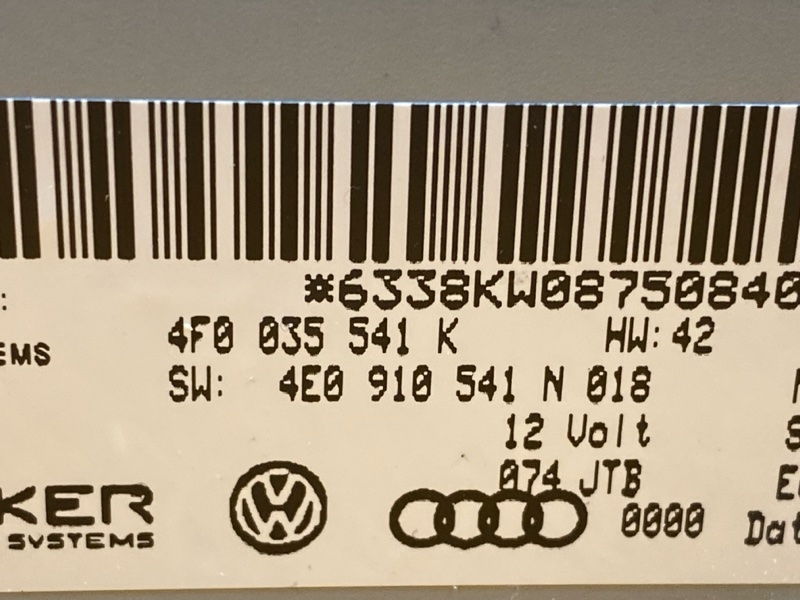 *6338KW08750840
:
4F0 035 541 K HW: 42
EMS
SW: 4E0 910 541 N 018
12 Volt
074 JTB
KER
SYSTEMS
0000
Dat